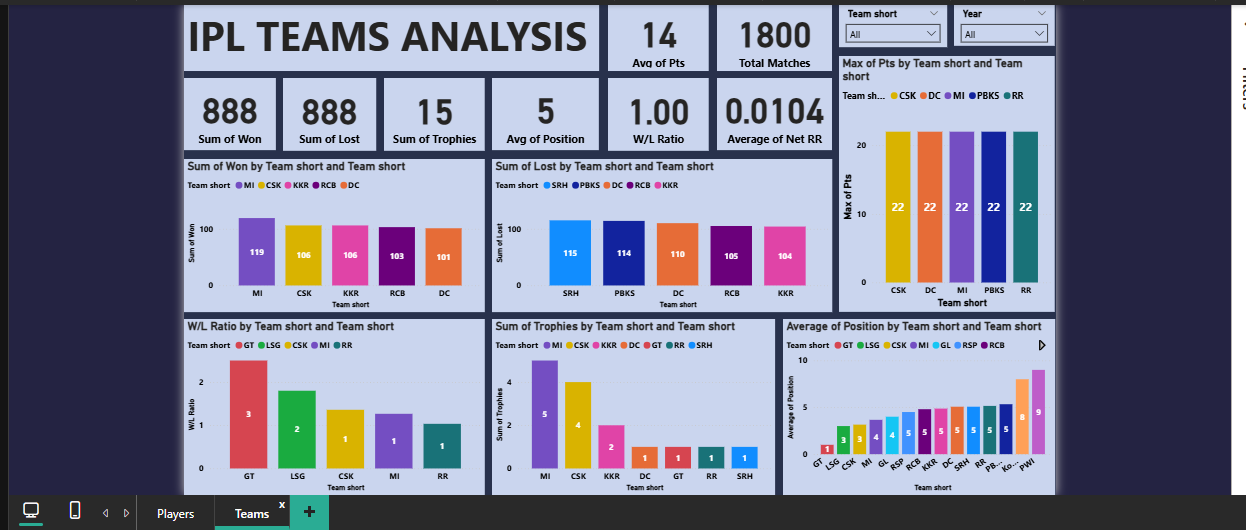 IPL TEAMS ANALYSIS
14
Avg of Pts
1800
Total Matches
Team short
All
Year
All
888
Sum of Won
888
Sum of Lost
15
Sum of Trophies
5
Avg of Position
1.00
W/L Ratio
0.0104
Average of Net RR
Max of Pts by Team short and Team
short
Team sh... CSK DC MI PBKS RR
Max of Pts
20
10
0
22 22 22 22 22
CSK DC MI PBKS RR
Team short
Sum of Won by Team short and Team short
Team short MI CSK KKR RCB DC
Sum of Won
100
0
119 106 106 103 101
MI CSK KKR RCB DC
Team short
Sum of Lost by Team short and Team short
Team short SRH PBKS DC RCB KKR
Sum of Lost
100
0
115 114 110 105 104
SRH PBKS DC RCB KKR
Team short
W/L Ratio by Team short and Team short
Team short GT LSG CSK MI RR
W/L Ratio
2
1
0
3 2 1 1 1
GT LSG CSK MI RR
Team short
Sum of Trophies by Team short and Team short
Team short MI CSK KKR DC GT RR SRH
Sum of Trophies
4
2
0
5 4 2 1 1 1 1
MI CSK KKR DC GT RR SRH
Team short
Average of Position by Team short and Team short
Team short GT LSG CSK MI GL RSP RCB
Average of Position
10
5
0
1 3 3 4 4 5 5 5 5 5 5 5 8 9
GT LSG CSK MI GL RSP RCB KKR DC SRH RR PB... Ko... PWI
Team short
Players
Teams
x
+